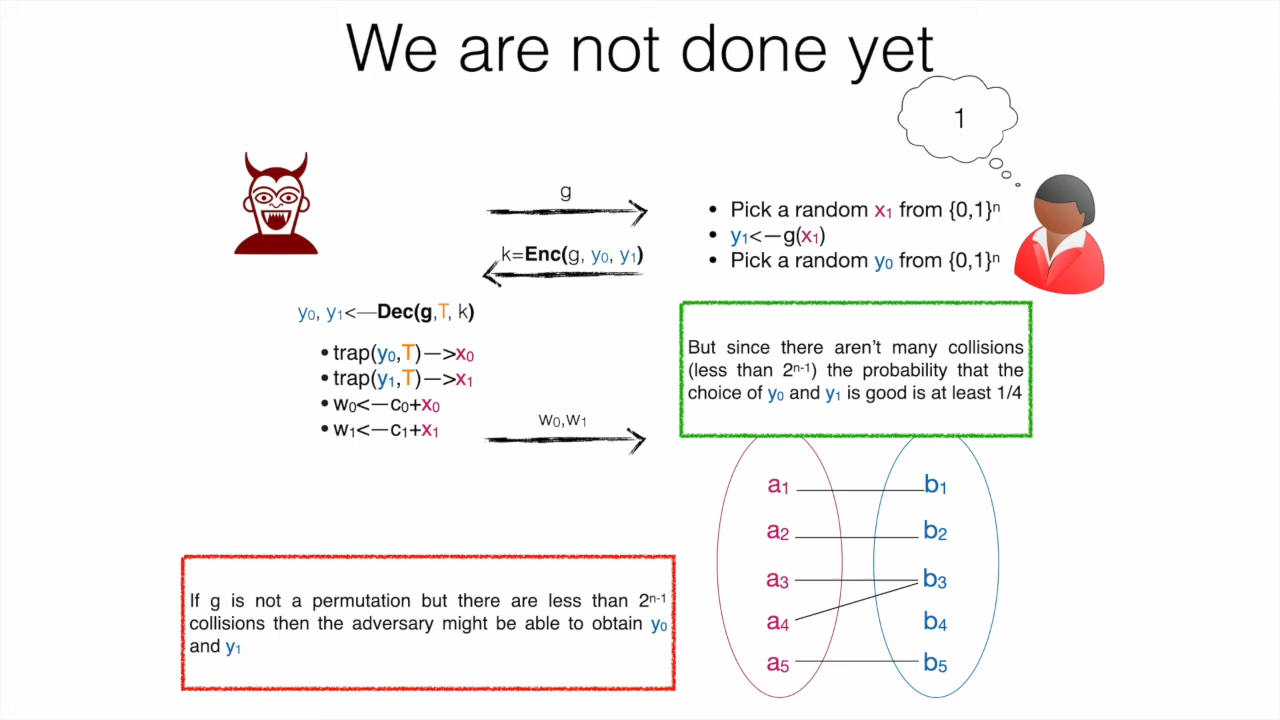 We are not done yet
1
g
• Pick a random x₁ from {0,1}ⁿ
• y₁<—g(x₁)
• Pick a random y₀ from {0,1}ⁿ
k=Enc(g, y₀, y₁)
y₀, y₁<—Dec(g,T, k)
• trap(y₀,T)—>x₀
• trap(y₁,T)—>x₁
• w₀<—c₀+x₀
• w₁<—c₁+x₁
w₀,w₁
But since there aren't many collisions
(less than 2ⁿ⁻¹) the probability that the
choice of y₀ and y₁ is good is at least 1/4
a₁ b₁
a₂ b₂
a₃ b₃
a₄ b₄
a₅ b₅
If g is not a permutation but there are less than 2ⁿ⁻¹
collisions then the adversary might be able to obtain y₀
and y₁